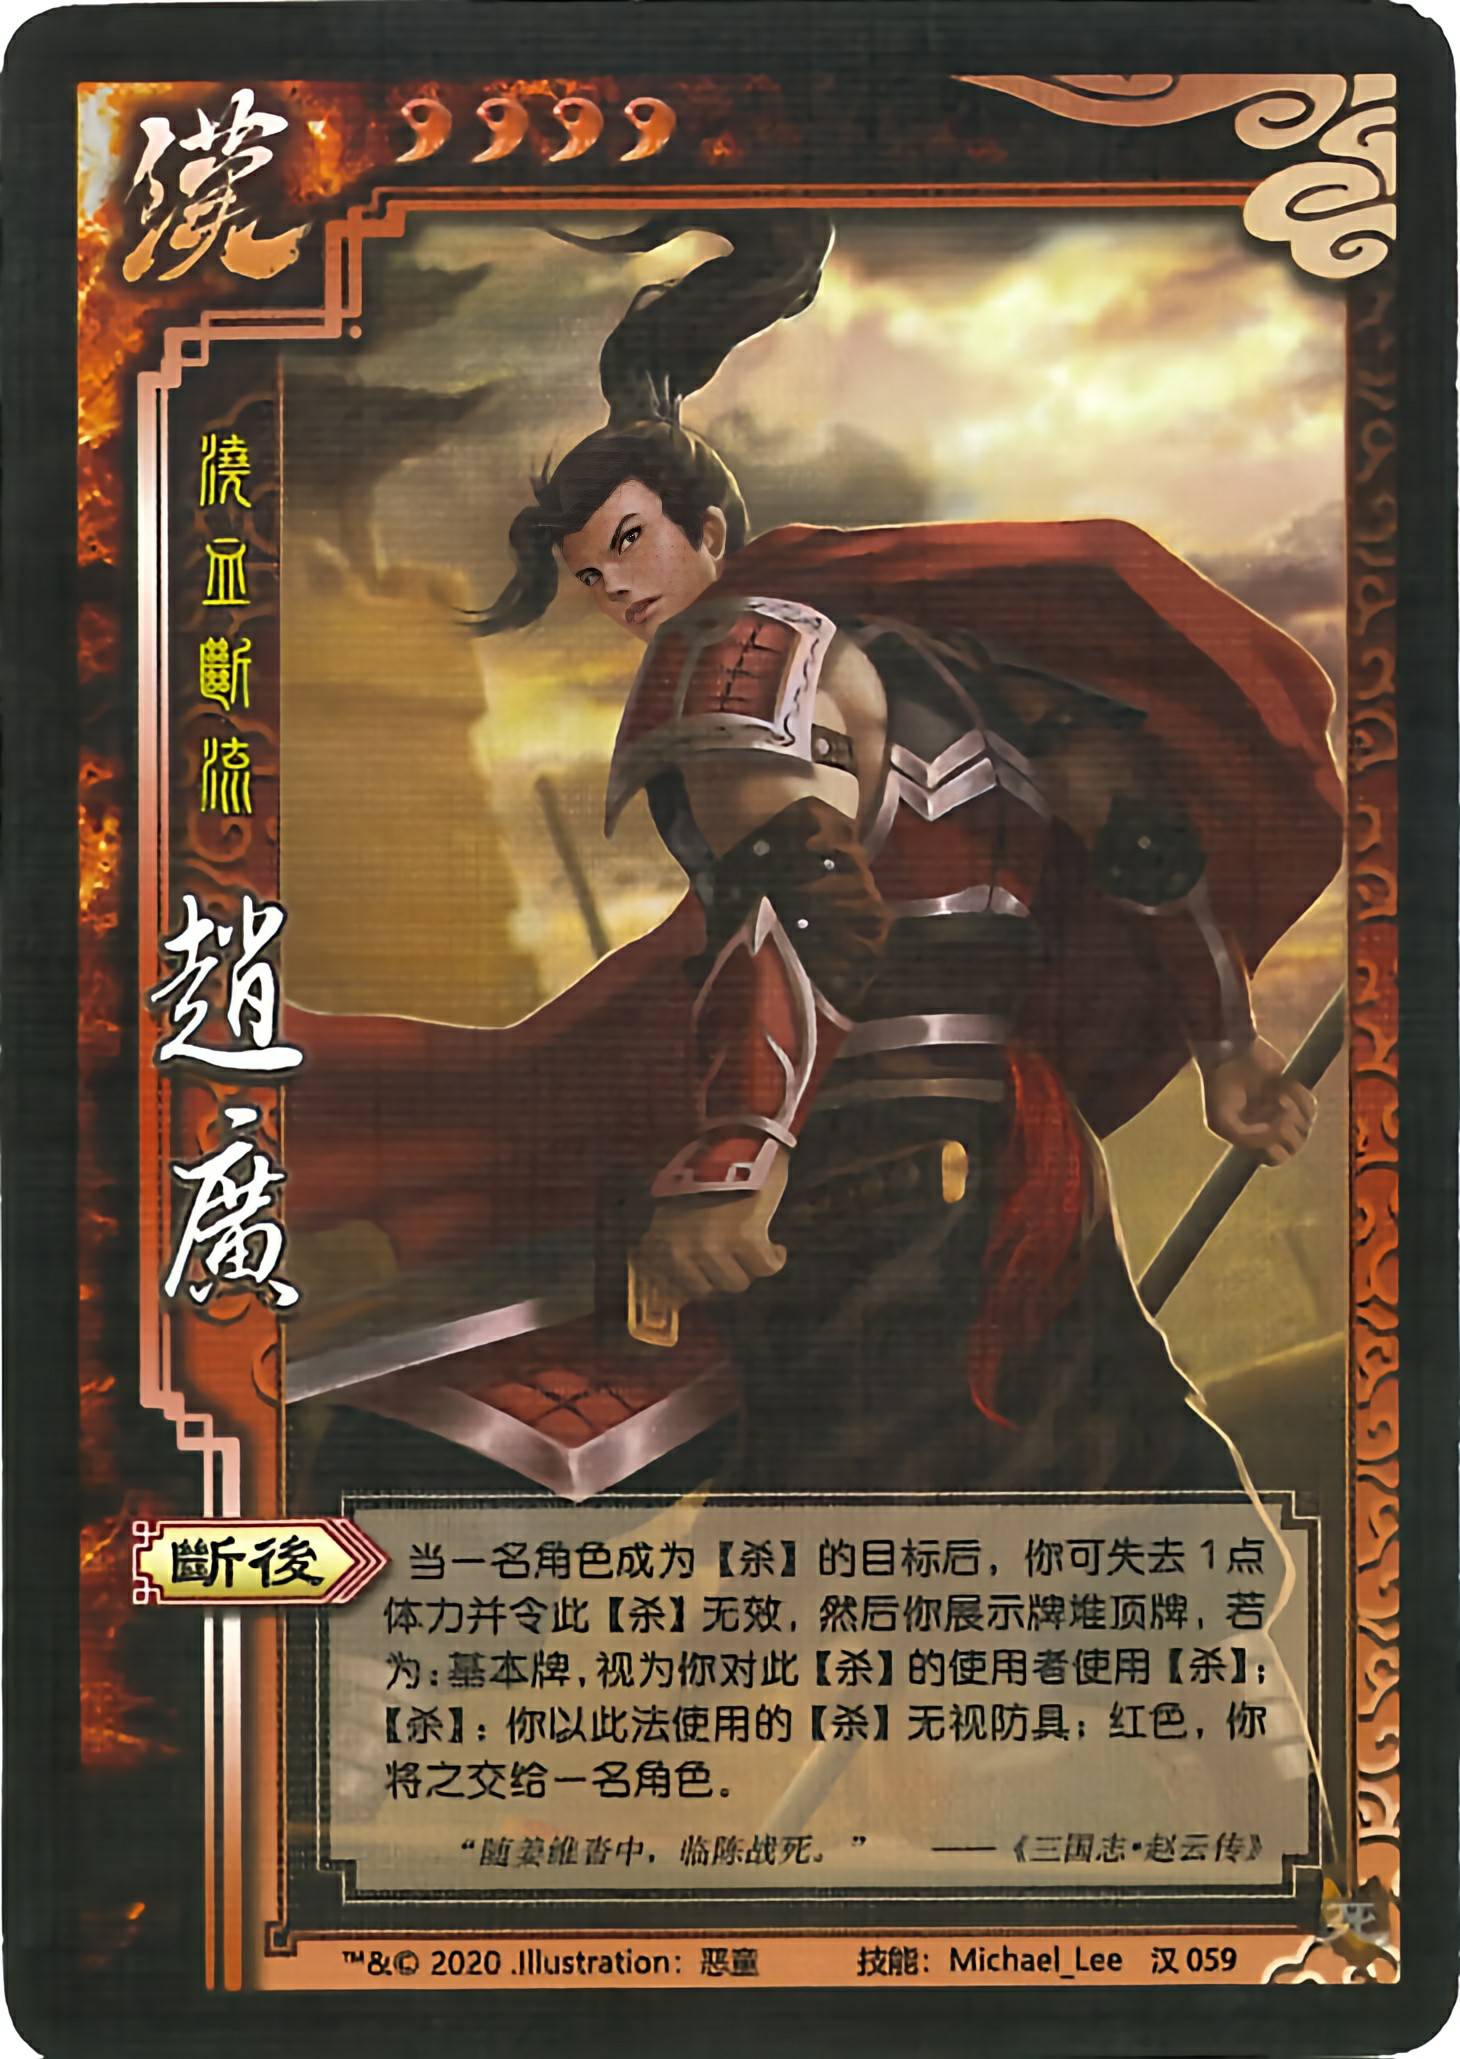 漢
澆血斷流
趙廣
斷後
当一名角色成为【杀】的目标后，你可失去1点
体力并令此【杀】无效，然后你展示牌堆顶牌，若
为：基本牌，视为你对此【杀】的使用者使用【杀】；
【杀】：你以此法使用的【杀】无视防具；红色，你
将之交给一名角色。
“随姜维沓中，临陈战死。” ——《三国志·赵云传》
死
™&© 2020 .Illustration：恶童 技能：Michael_Lee 汉 059